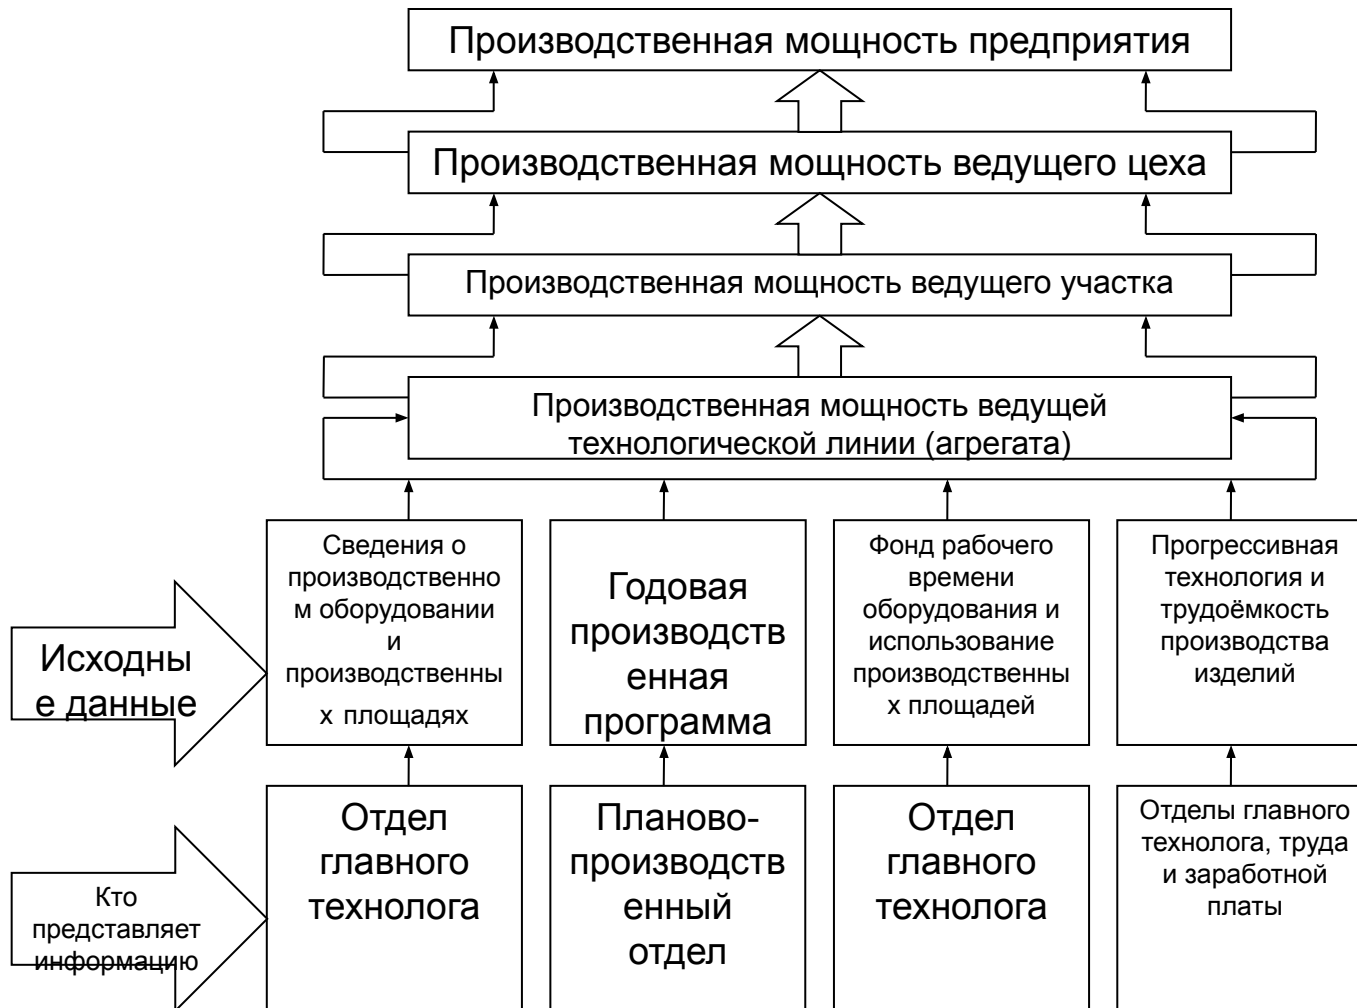 Производственная мощность предприятия
Производственная мощность ведущего цеха
Производственная мощность ведущего участка
Производственная мощность ведущей
технологической линии (агрегата)
Исходны
е данные
Сведения о
производственно
м оборудовании
и
производственны
х площадях
Годовая
производств
енная
программа
Фонд рабочего
времени
оборудования и
использование
производственны
х площадей
Прогрессивная
технология и
трудоёмкость
производства
изделий
Кто
представляет
информацию
Отдел
главного
технолога
Планово-
производств
енный
отдел
Отдел
главного
технолога
Отделы главного
технолога, труда
и заработной
платы